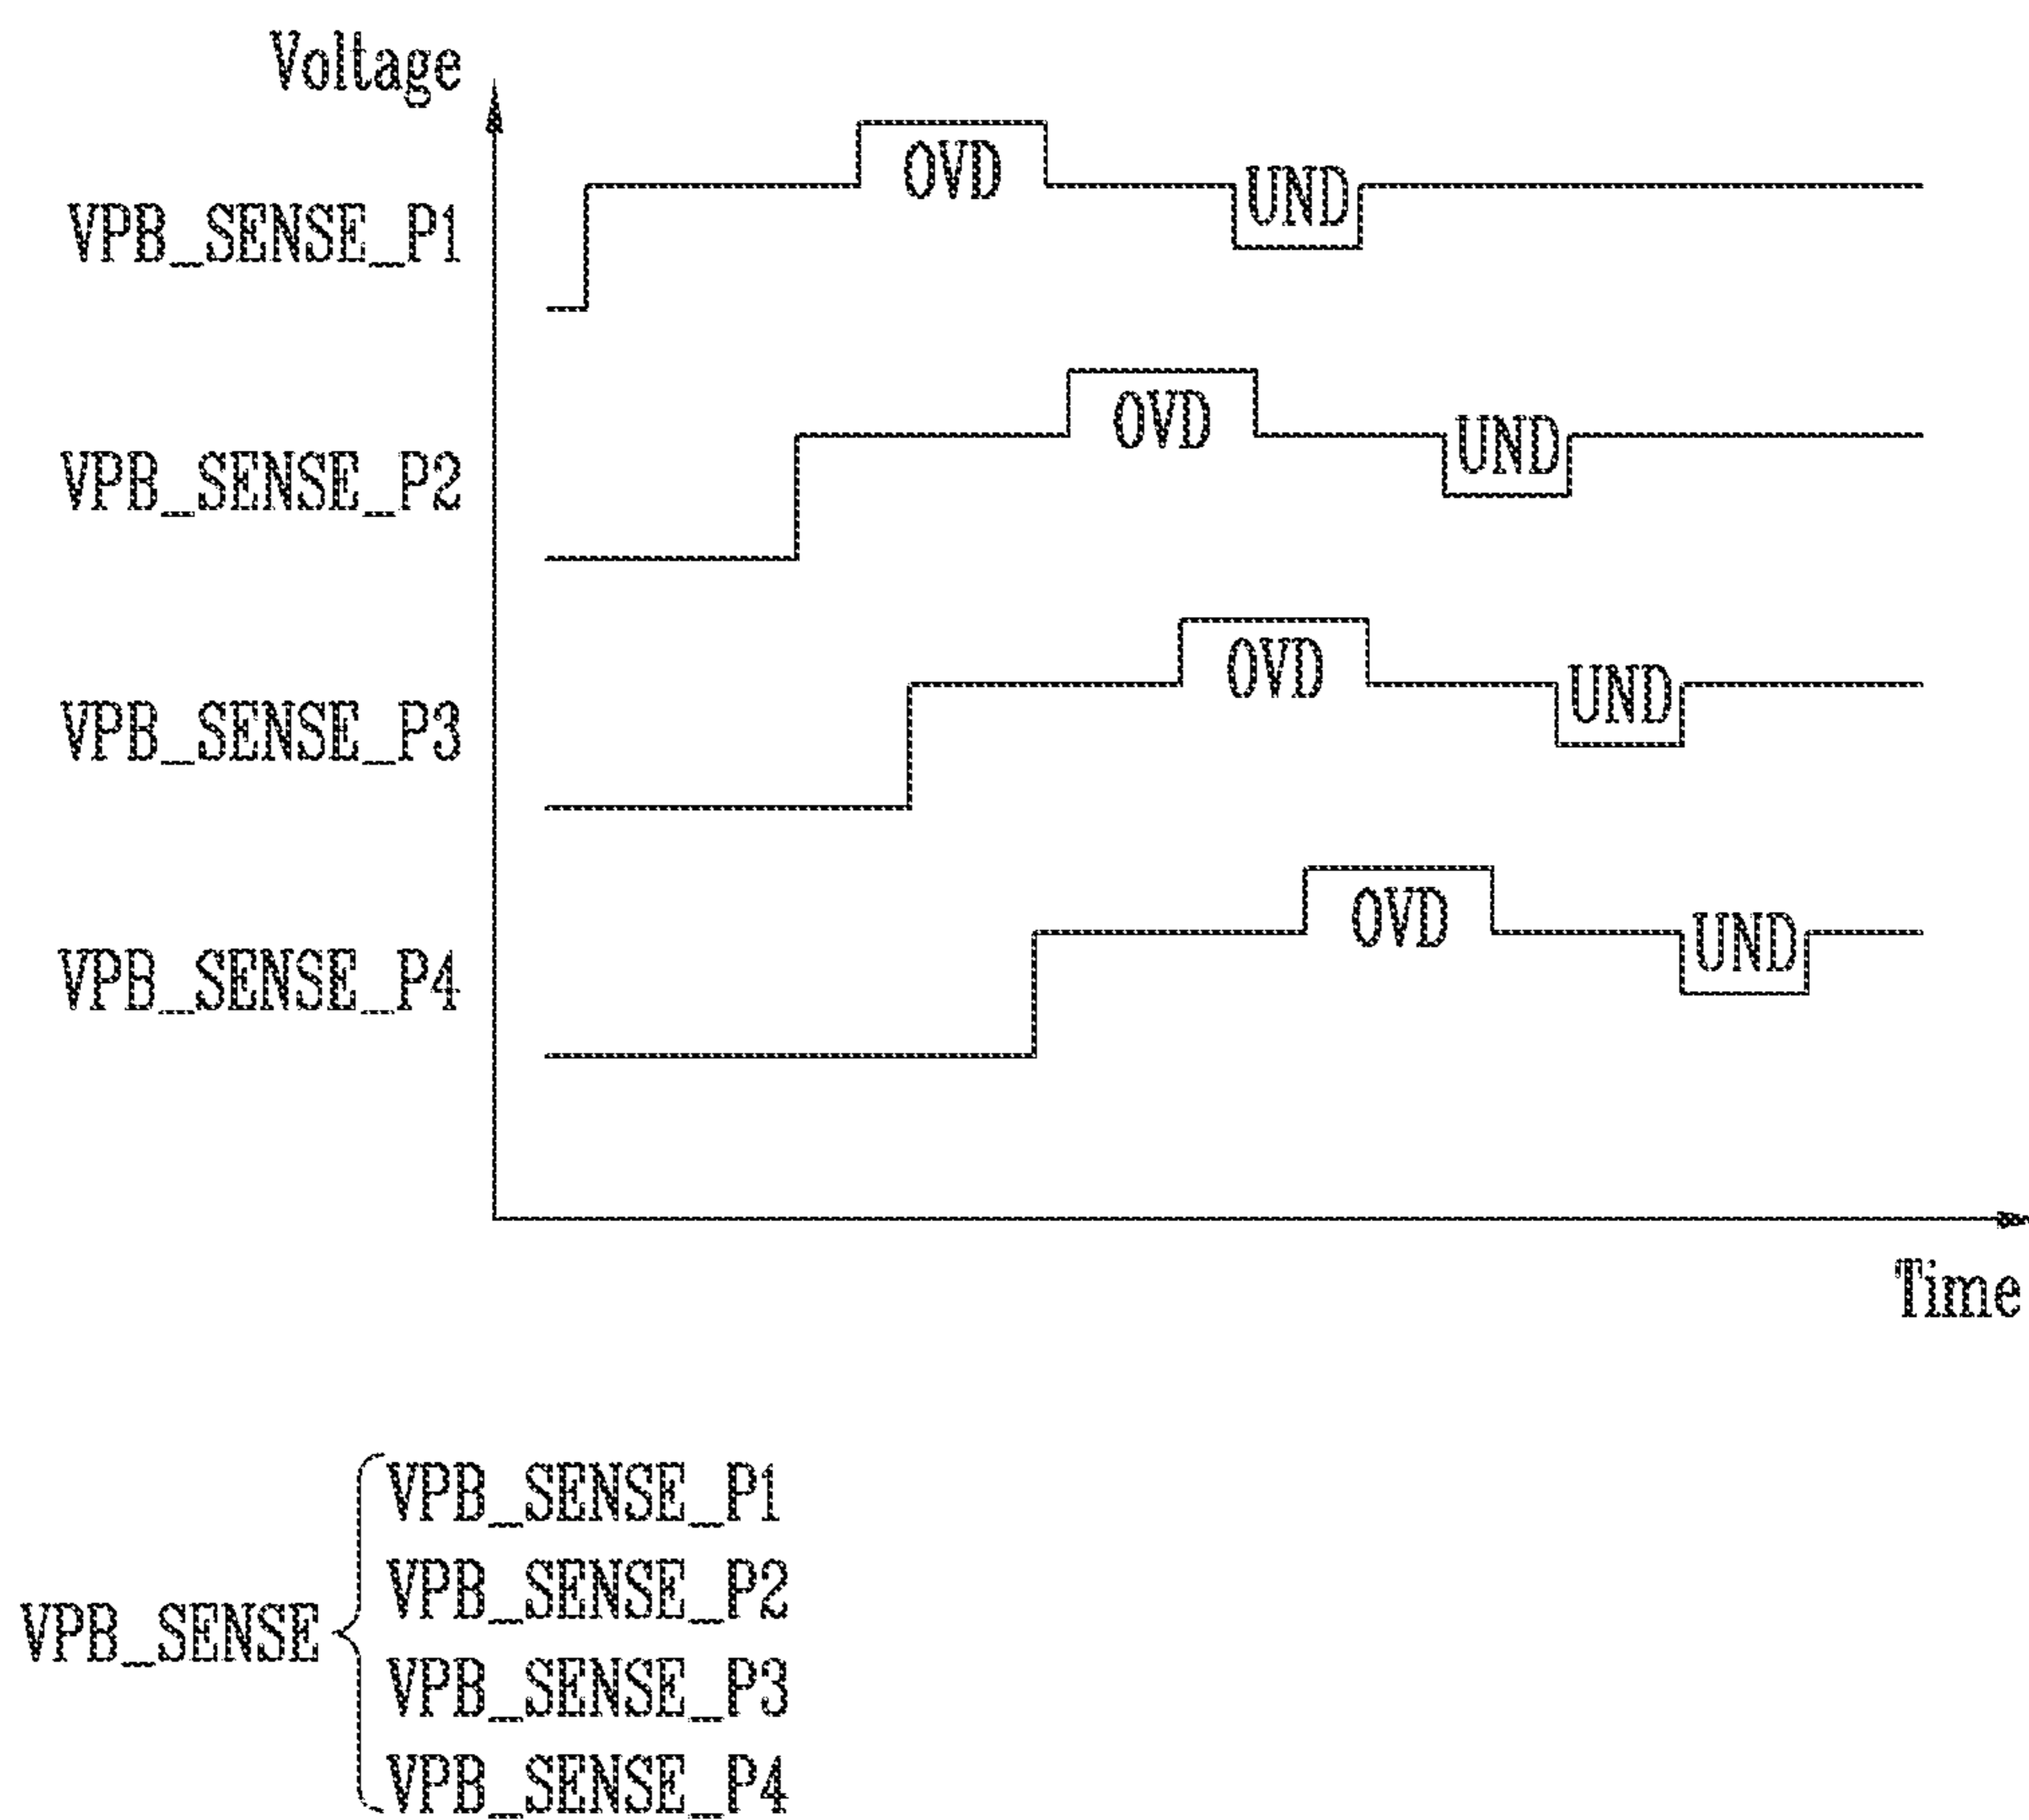 Voltage
OVD
UND
VPB_SENSE_P1
OVD
UND
VPB_SENSE_P2
OVD
UND
VPB_SENSE_P3
OVD
UND
VPB_SENSE_P4
Time
VPB_SENSE
VPB_SENSE_P1
VPB_SENSE_P2
VPB_SENSE_P3
VPB_SENSE_P4